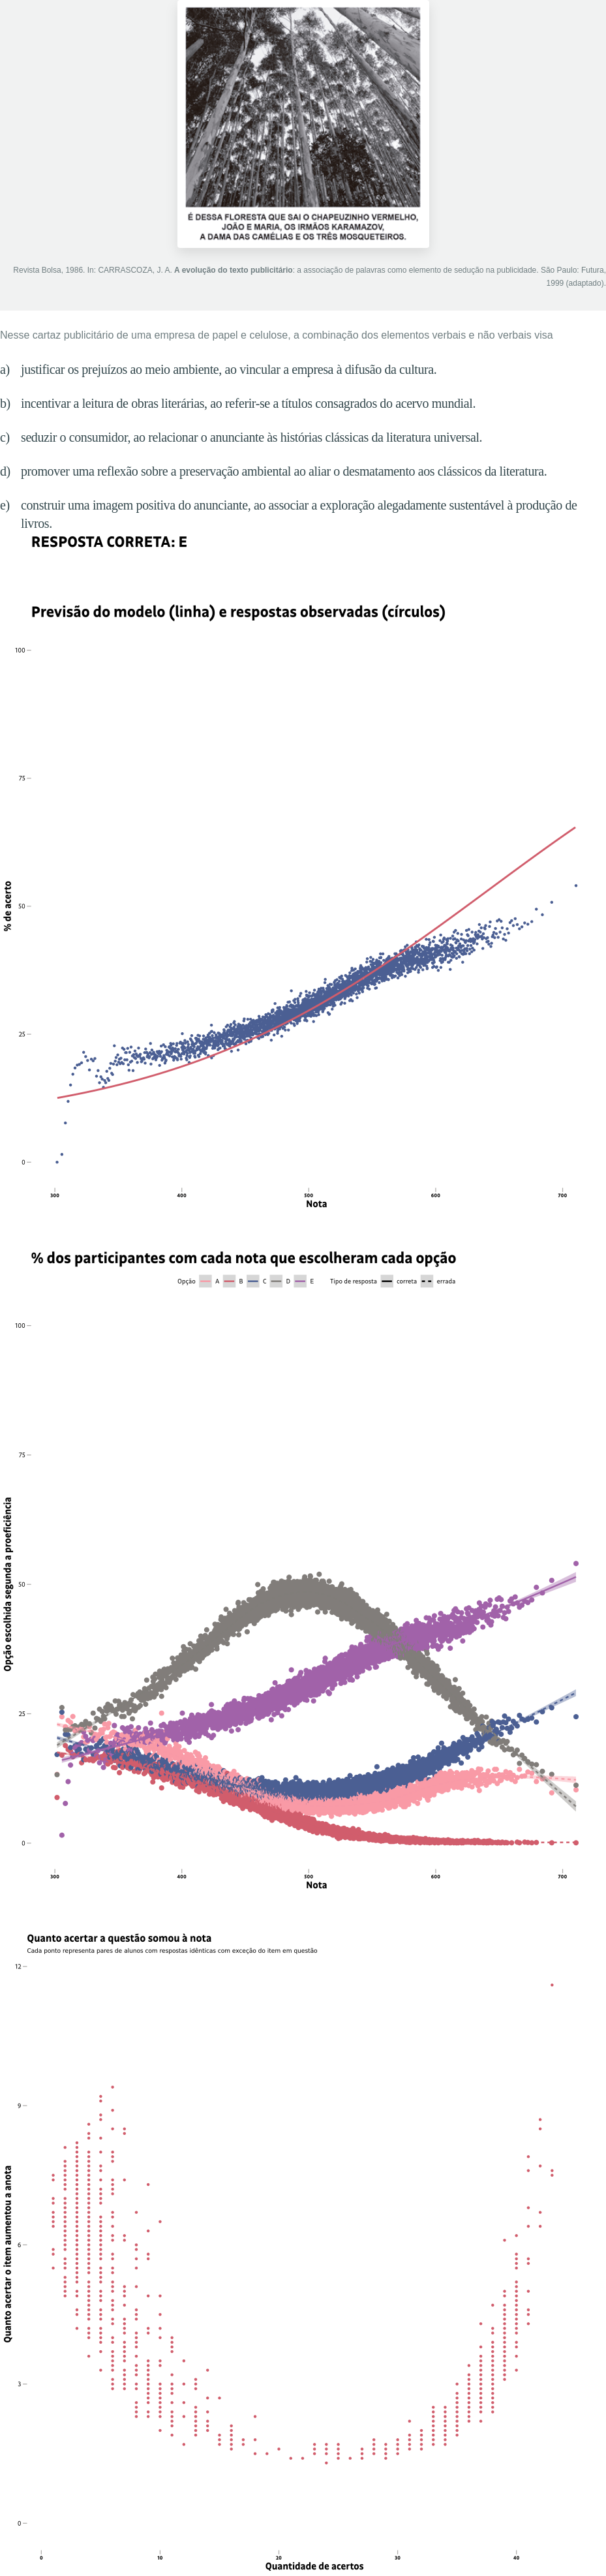 É DESSA FLORESTA QUE SAI O CHAPEUZINHO VERMELHO,
JOÃO E MARIA, OS IRMÃOS KARAMAZOV,
A DAMA DAS CAMÉLIAS E OS TRÊS MOSQUETEIROS.
Revista Bolsa, 1986. In: CARRASCOZA, J. A. A evolução do texto publicitário: a associação de palavras como elemento de sedução na publicidade. São Paulo: Futura,
1999 (adaptado).
Nesse cartaz publicitário de uma empresa de papel e celulose, a combinação dos elementos verbais e não verbais visa
a) justificar os prejuízos ao meio ambiente, ao vincular a empresa à difusão da cultura.
b) incentivar a leitura de obras literárias, ao referir-se a títulos consagrados do acervo mundial.
c) seduzir o consumidor, ao relacionar o anunciante às histórias clássicas da literatura universal.
d) promover uma reflexão sobre a preservação ambiental ao aliar o desmatamento aos clássicos da literatura.
e) construir uma imagem positiva do anunciante, ao associar a exploração alegadamente sustentável à produção de
livros.
RESPOSTA CORRETA: E
Previsão do modelo (linha) e respostas observadas (círculos)
100
75
50
25
0
% de acerto
300 400 500 600 700
Nota
% dos participantes com cada nota que escolheram cada opção
Opção A B C D E Tipo de resposta correta errada
100
75
50
25
0
Opção escolhida segunda a proeficiência
300 400 500 600 700
Nota
Quanto acertar a questão somou à nota
Cada ponto representa pares de alunos com respostas idênticas com exceção do item em questão
12
9
6
3
0
Quanto acertar o item aumentou a anota
0 10 20 30 40
Quantidade de acertos